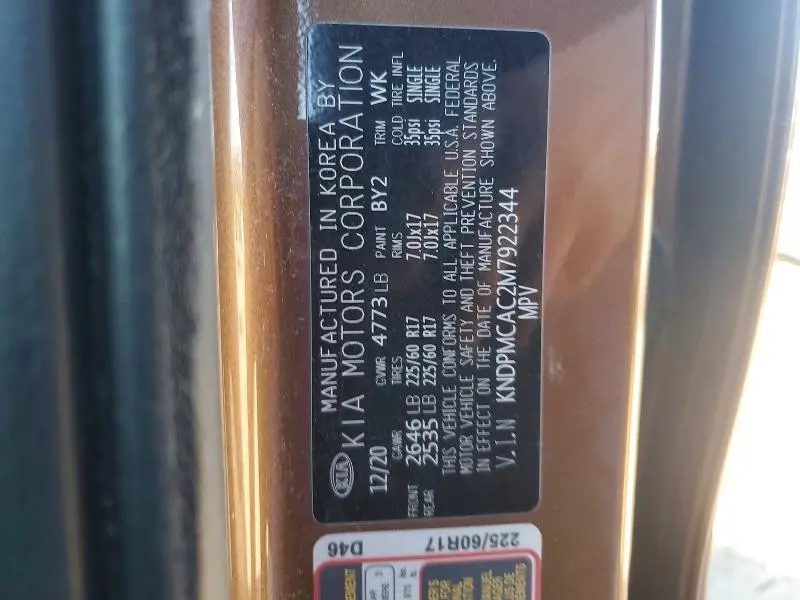 KIA
MANUFACTURED IN KOREA BY
KIA MOTORS CORPORATION
12/20 GVWR 4773 LB PAINT BY2 TRIM WK
GAWR TIRES RIMS COLD TIRE INFL
FRONT 2646 LB 225/60 R17 7.0Jx17 35psi SINGLE
REAR 2535 LB 225/60 R17 7.0Jx17 35psi SINGLE
THIS VEHICLE CONFORMS TO ALL APPLICABLE U.S.A. FEDERAL
MOTOR VEHICLE SAFETY AND THEFT PREVENTION STANDARDS
IN EFFECT ON THE DATE OF MANUFACTURE SHOWN ABOVE.
V.I.N KNDPMCAC2M7922344
MPV
D46
225/60R17